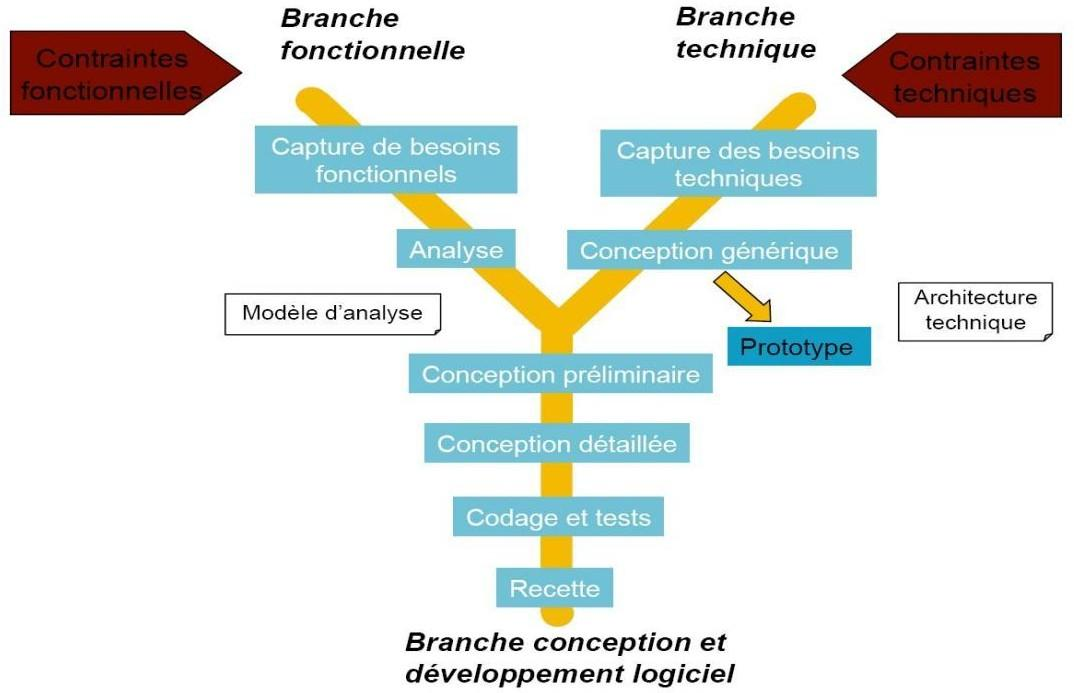 Branche
fonctionnelle
Branche
technique
Contraintes
fonctionnelles
Contraintes
techniques
Capture de besoins
fonctionnels
Capture des besoins
techniques
Analyse
Conception générique
Modèle d'analyse
Architecture
technique
Prototype
Conception préliminaire
Conception détaillée
Codage et tests
Recette
Branche conception et
développement logiciel